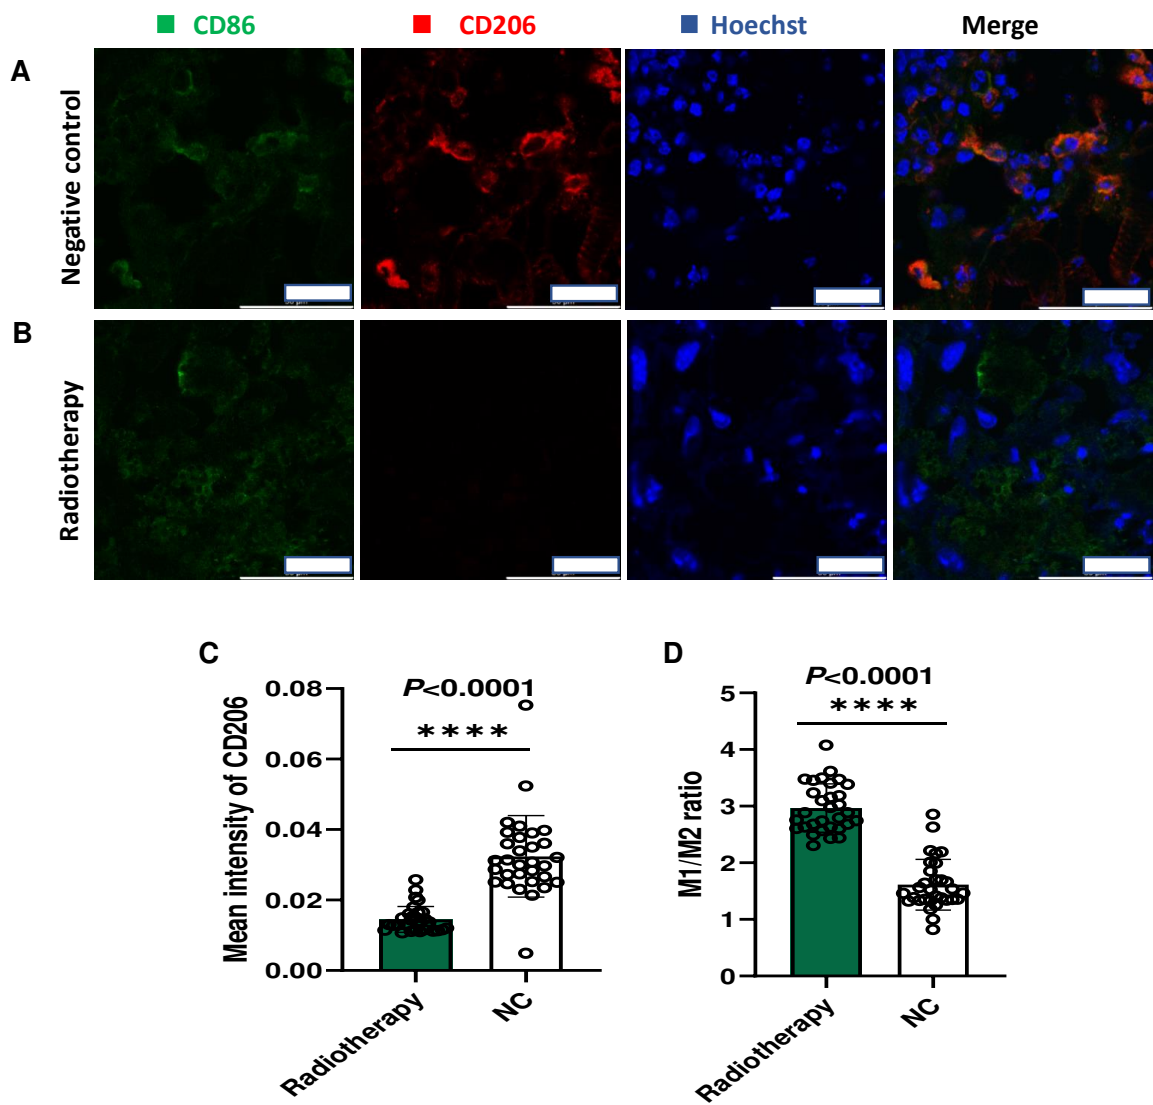 CD86
CD206
Hoechst
Merge
A
Negative control
B
Radiotherapy
C
P<0.0001
****
Mean intensity of CD206
0.08
0.06
0.04
0.02
0.00
Radiotherapy
NC
D
P<0.0001
****
M1/M2 ratio
5
4
3
2
1
0
Radiotherapy
NC